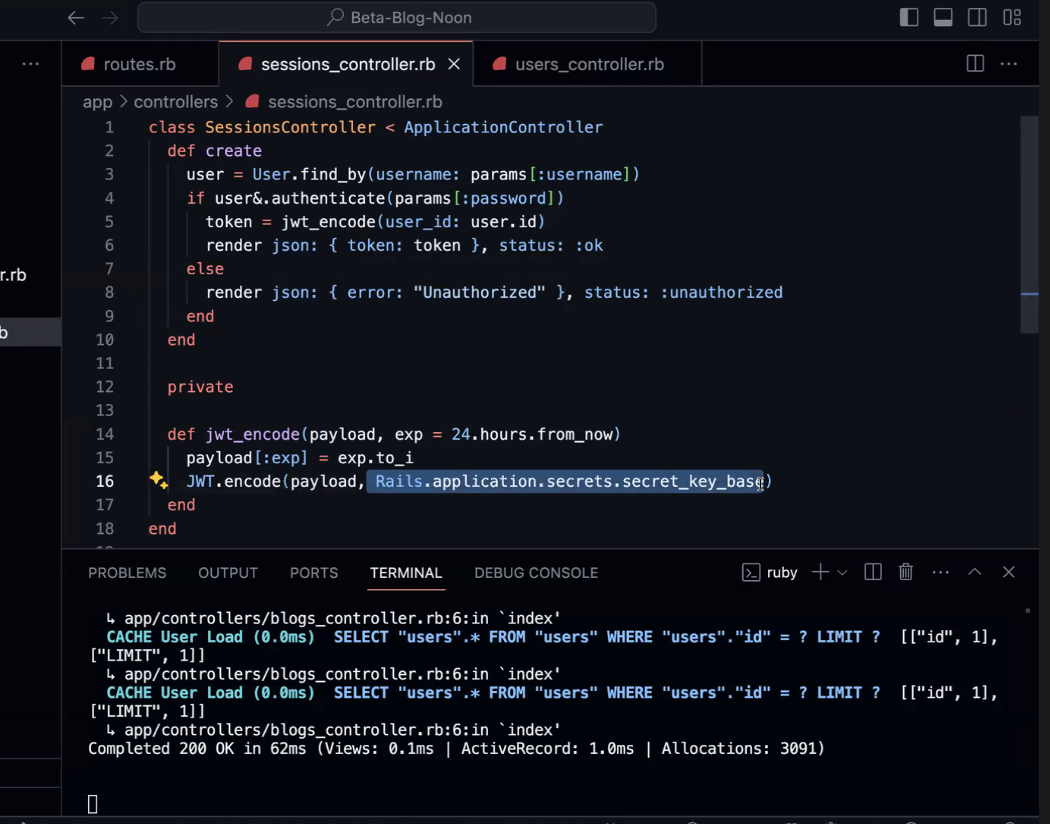 Beta-Blog-Noon
routes.rb
sessions_controller.rb
users_controller.rb
app > controllers > sessions_controller.rb
1 class SessionsController < ApplicationController
2 def create
3 user = User.find_by(username: params[:username])
4 if user&.authenticate(params[:password])
5 token = jwt_encode(user_id: user.id)
6 render json: { token: token }, status: :ok
7 else
8 render json: { error: "Unauthorized" }, status: :unauthorized
9 end
10 end
11
12 private
13
14 def jwt_encode(payload, exp = 24.hours.from_now)
15 payload[:exp] = exp.to_i
16 JWT.encode(payload, Rails.application.secrets.secret_key_base)
17 end
18 end
r.rb
b
PROBLEMS OUTPUT PORTS TERMINAL DEBUG CONSOLE ruby
↳ app/controllers/blogs_controller.rb:6:in `index'
CACHE User Load (0.0ms) SELECT "users".* FROM "users" WHERE "users"."id" = ? LIMIT ? [["id", 1],
["LIMIT", 1]]
↳ app/controllers/blogs_controller.rb:6:in `index'
CACHE User Load (0.0ms) SELECT "users".* FROM "users" WHERE "users"."id" = ? LIMIT ? [["id", 1],
["LIMIT", 1]]
↳ app/controllers/blogs_controller.rb:6:in `index'
Completed 200 OK in 62ms (Views: 0.1ms | ActiveRecord: 1.0ms | Allocations: 3091)